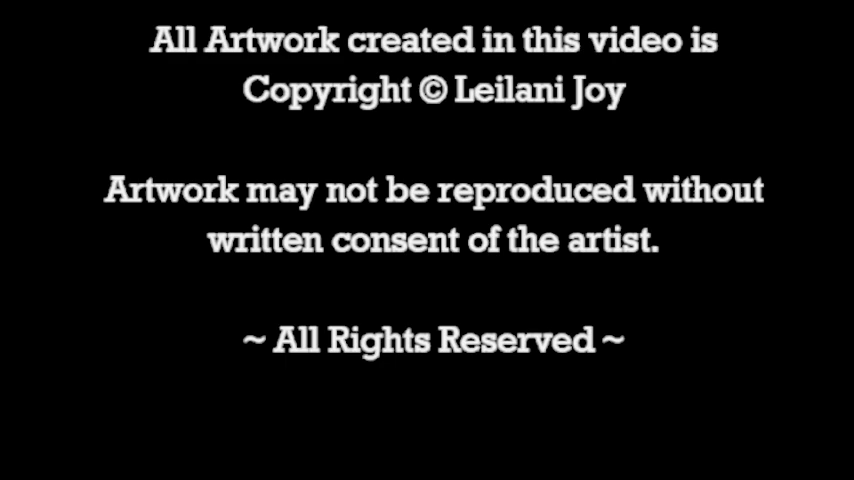 All Artwork created in this video is
Copyright © Leilani Joy
Artwork may not be reproduced without
written consent of the artist.
~ All Rights Reserved ~